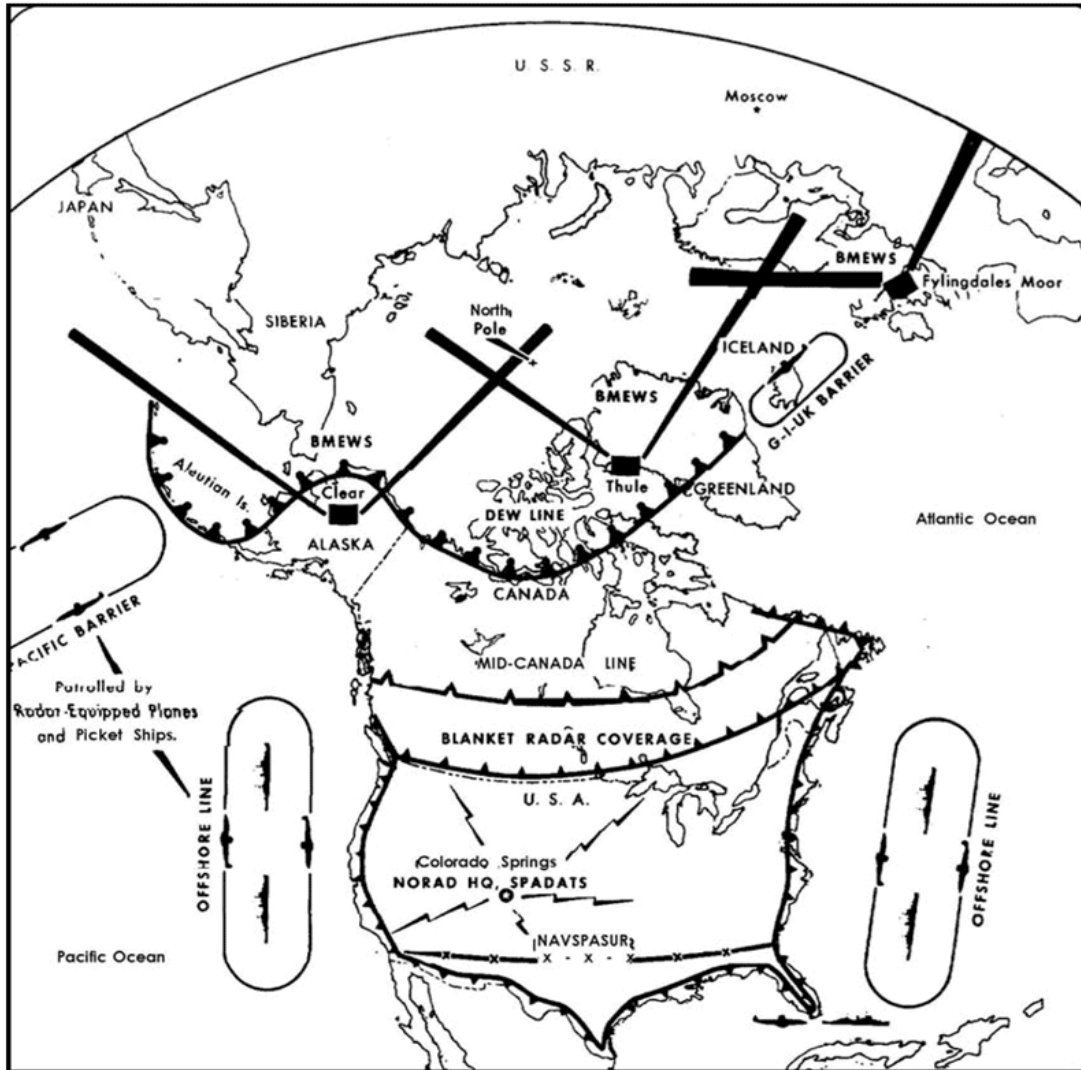 U. S. S. R.
Moscow
JAPAN
BMEWS
Fylingdales Moor
SIBERIA
North
Pole
ICELAND
BMEWS
G-I-UK BARRIER
BMEWS
Aleutian Is.
Clear
Thule
GREENLAND
DEW LINE
ALASKA
Atlantic Ocean
CANADA
PACIFIC BARRIER
MID-CANADA LINE
Patrolled by
Radar-Equipped Planes
and Picket Ships.
BLANKET RADAR COVERAGE
U. S. A.
OFFSHORE LINE
OFFSHORE LINE
Colorado Springs
NORAD HQ, SPADATS
NAVSPASUR
Pacific Ocean